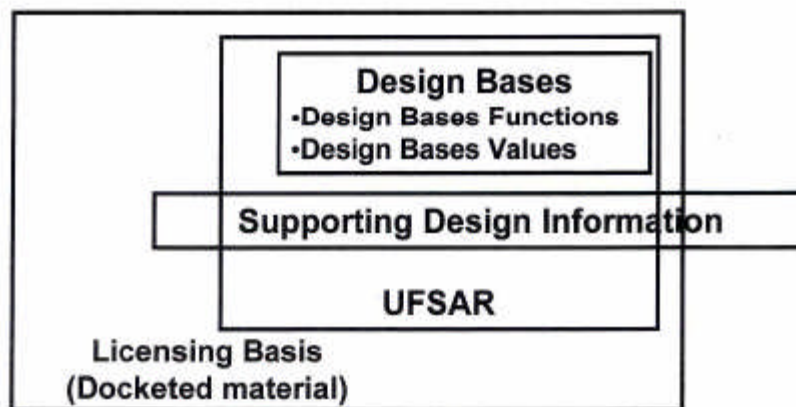 Design Bases
•Design Bases Functions
•Design Bases Values
Supporting Design Information
UFSAR
Licensing Basis
(Docketed material)